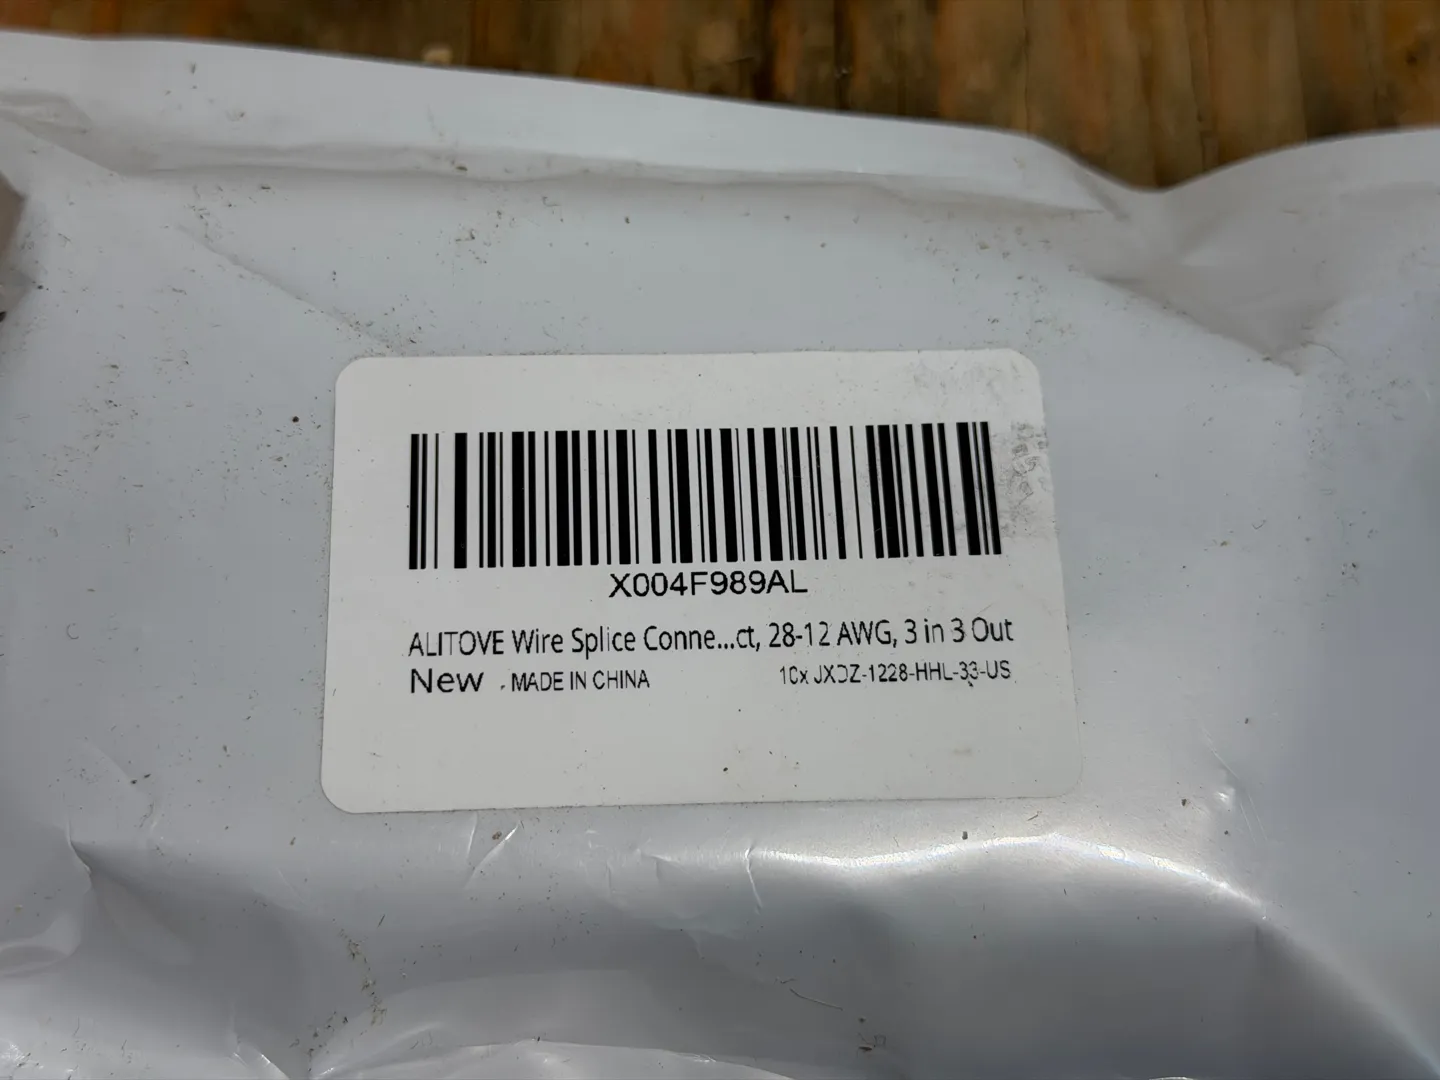 X004F989AL
ALITOVE Wire Splice Conne...ct, 28-12 AWG, 3 in 3 Out
New . MADE IN CHINA 10x JXDZ-1228-HHL-33-US